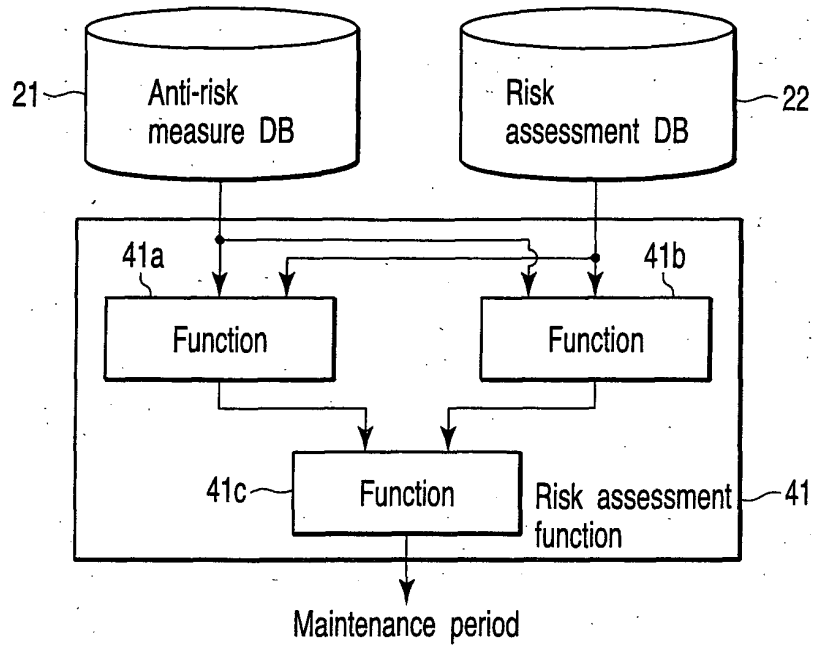 21
Anti-risk
measure DB
Risk
assessment DB
22
41a
41b
Function
Function
41c
Function
Risk assessment
function
41
Maintenance period